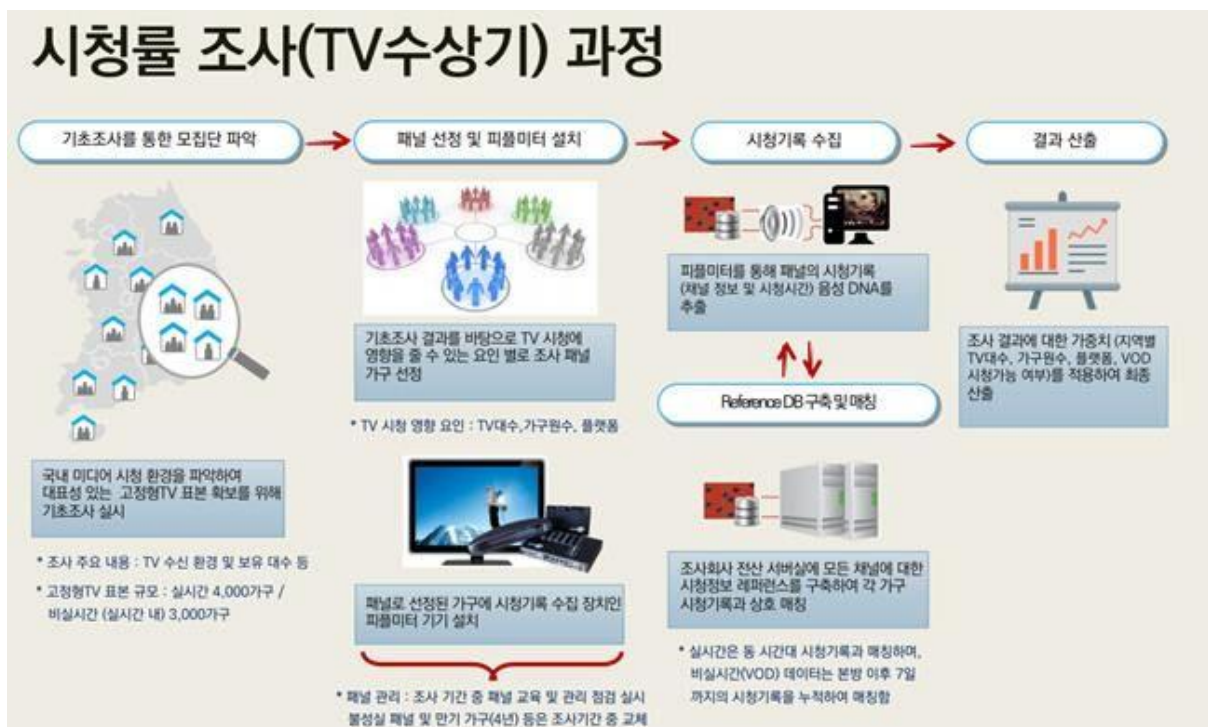 시청률 조사(TV수상기) 과정
기초조사를 통한 모집단 파악
패널 선정 및 피플미터 설치
시청기록 수집
결과 산출
국내 미디어 시청 환경을 파악하여
대표성 있는 고정형TV 표본 확보를 위해
기초조사 실시
* 조사 주요 내용 : TV 수신 환경 및 보유 대수 등
* 고정형TV 표본 규모 : 실시간 4,000가구 /
비실시간 (실시간 내) 3,000가구
기초조사 결과를 바탕으로 TV 시청에
영향을 줄 수 있는 요인 별로 조사 패널
가구 선정
* TV 시청 영향 요인 : TV대수,가구원수, 플랫폼
패널로 선정된 가구에 시청기록 수집 장치인
피플미터 기기 설치
* 패널 관리 : 조사 기간 중 패널 교육 및 관리 점검 실시
불성실 패널 및 만기 가구(4년) 등은 조사기간 중 교체
피플미터를 통해 패널의 시청기록
(채널 정보 및 시청시간) 음성 DNA를
추출
Reference DB 구축 및 매칭
조사회사 전산 서버실에 모든 채널에 대한
시청정보 레퍼런스를 구축하여 각 가구
시청기록과 상호 매칭
* 실시간은 동 시간대 시청기록과 매칭하며,
비실시간(VOD) 데이터는 본방 이후 7일
까지의 시청기록을 누적하여 매칭함
조사 결과에 대한 가중치 (지역별
TV대수, 가구원수, 플랫폼, VOD
시청가능 여부)를 적용하여 최종
산출